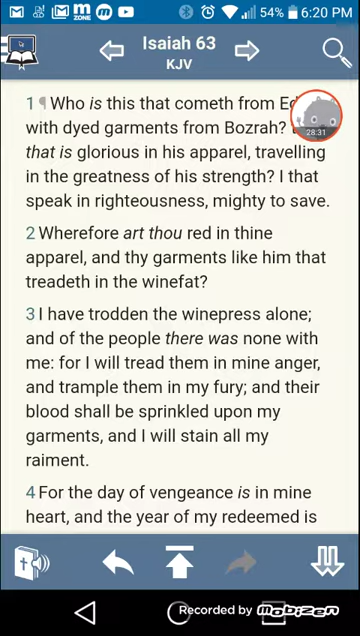 54% 6:20 PM
Isaiah 63
KJV
1 ¶ Who is this that cometh from
with dyed garments from Bozrah?
that is glorious in his apparel, travelling
in the greatness of his strength? I that
speak in righteousness, mighty to save.
28:31
2 Wherefore art thou red in thine
apparel, and thy garments like him that
treadeth in the winefat?
3 I have trodden the winepress alone;
and of the people there was none with
me: for I will tread them in mine anger,
and trample them in my fury; and their
blood shall be sprinkled upon my
garments, and I will stain all my
raiment.
4 For the day of vengeance is in mine
heart, and the year of my redeemed is
Recorded by mobizen